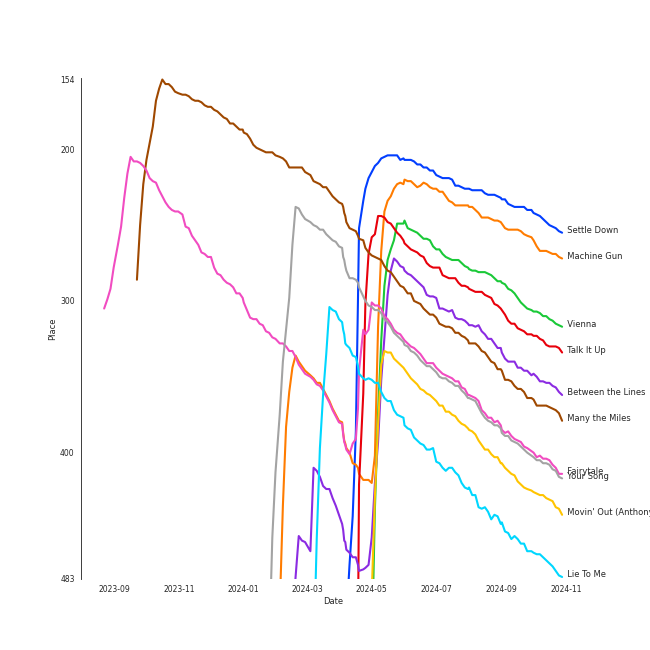 154
200
300
400
483
Place
2023-09
2023-11
2024-01
2024-03
2024-05
2024-07
2024-09
2024-11
Date
Settle Down
Machine Gun
Vienna
Talk It Up
Between the Lines
Many the Miles
Fairytale
Your Song
Movin' Out (Anthony
Lie To Me